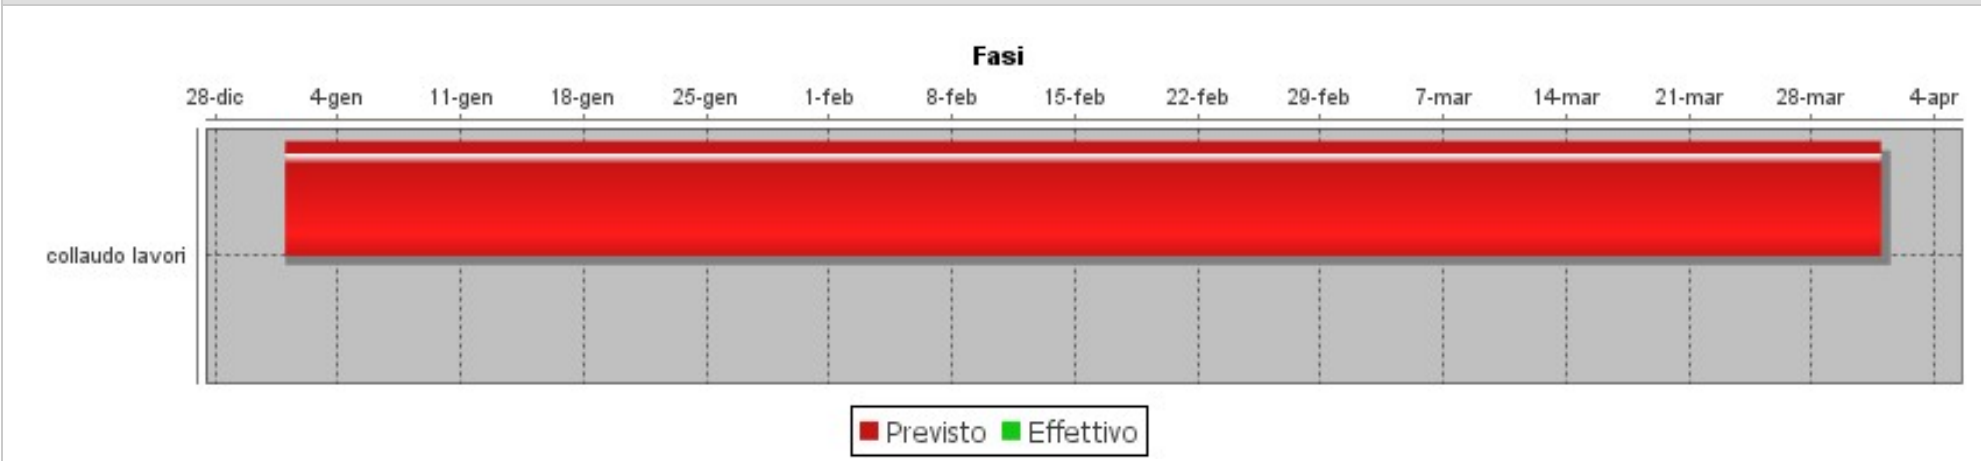 Fasi
28-dic 4-gen 11-gen 18-gen 25-gen 1-feb 8-feb 15-feb 22-feb 29-feb 7-mar 14-mar 21-mar 28-mar 4-apr
collaudo lavori
Previsto Effettivo